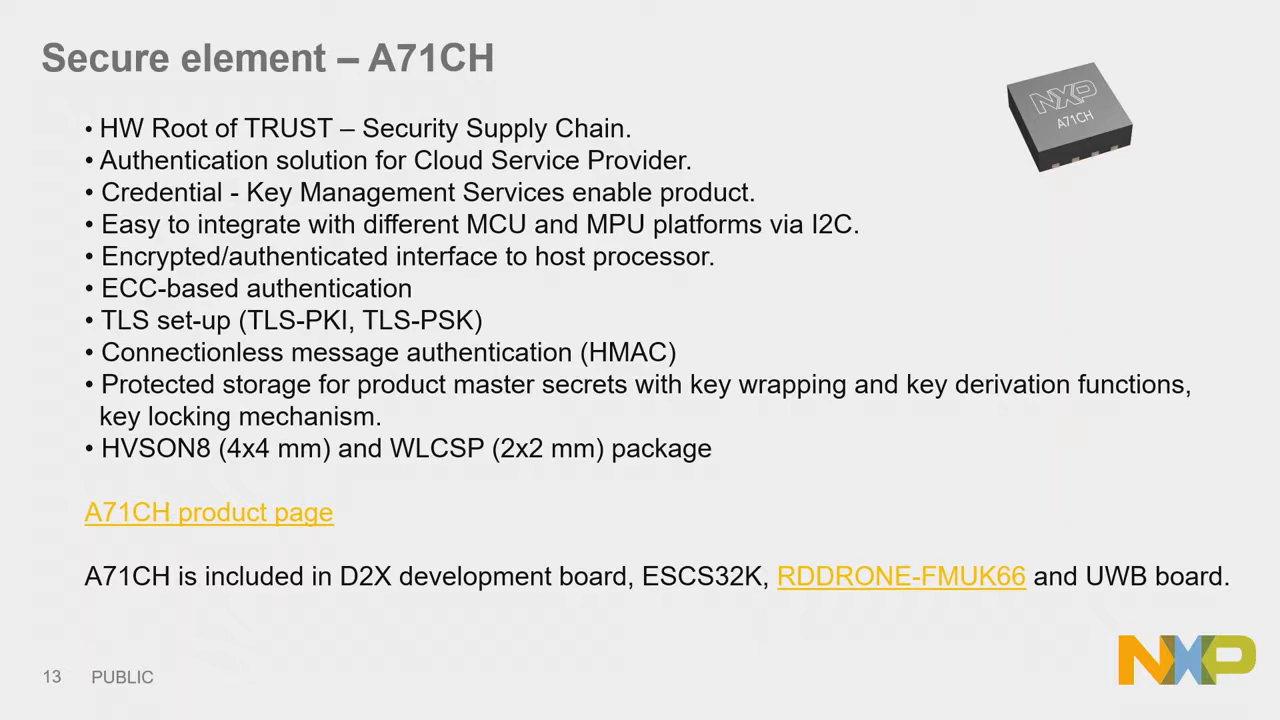 Secure element – A71CH
NXP
A71CH
• HW Root of TRUST – Security Supply Chain.
• Authentication solution for Cloud Service Provider.
• Credential - Key Management Services enable product.
• Easy to integrate with different MCU and MPU platforms via I2C.
• Encrypted/authenticated interface to host processor.
• ECC-based authentication
• TLS set-up (TLS-PKI, TLS-PSK)
• Connectionless message authentication (HMAC)
• Protected storage for product master secrets with key wrapping and key derivation functions,
key locking mechanism.
• HVSON8 (4x4 mm) and WLCSP (2x2 mm) package
A71CH product page
A71CH is included in D2X development board, ESCS32K, RDDRONE-FMUK66 and UWB board.
13 PUBLIC
NXP